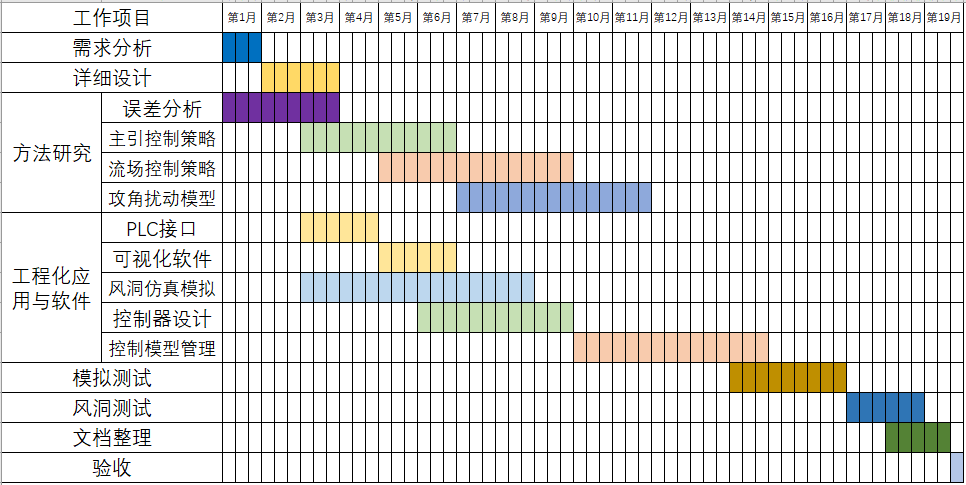 工作项目 第1月 第2月 第3月 第4月 第5月 第6月 第7月 第8月 第9月 第10月 第11月 第12月 第13月 第14月 第15月 第16月 第17月 第18月 第19月
需求分析
详细设计
方法研究
误差分析
主引控制策略
流场控制策略
攻角扰动模型
工程化应
用与软件
PLC接口
可视化软件
风洞仿真模拟
控制器设计
控制模型管理
模拟测试
风洞测试
文档整理
验收